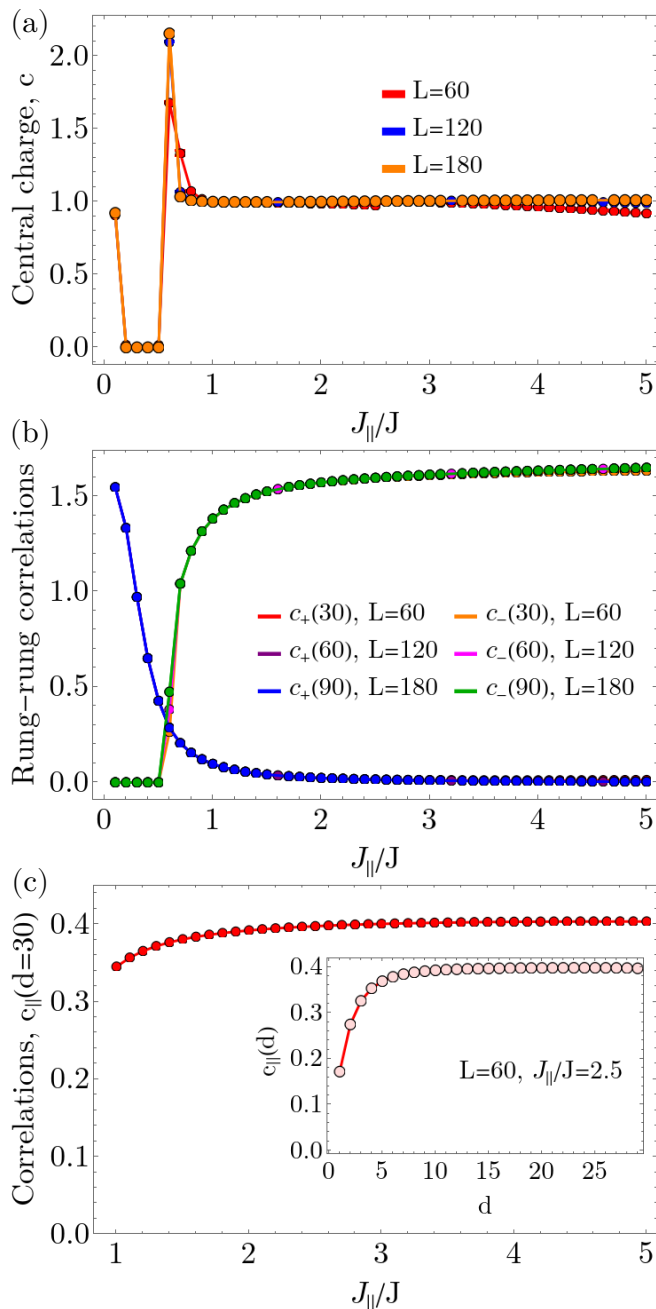 (a)
Central charge, c
2.0
1.5
1.0
0.5
0.0
L=60
L=120
L=180
0 1 2 3 4 5
J||/J
(b)
Rung–rung correlations
1.5
1.0
0.5
0.0
c+(30), L=60 c−(30), L=60
c+(60), L=120 c−(60), L=120
c+(90), L=180 c−(90), L=180
0 1 2 3 4 5
J||/J
(c)
Correlations, c||(d=30)
0.4
0.3
0.2
0.1
0.0
c||(d)
0.4
0.2
0.0
L=60, J||/J=2.5
0 5 10 15 20 25
d
1 2 3 4 5
J||/J